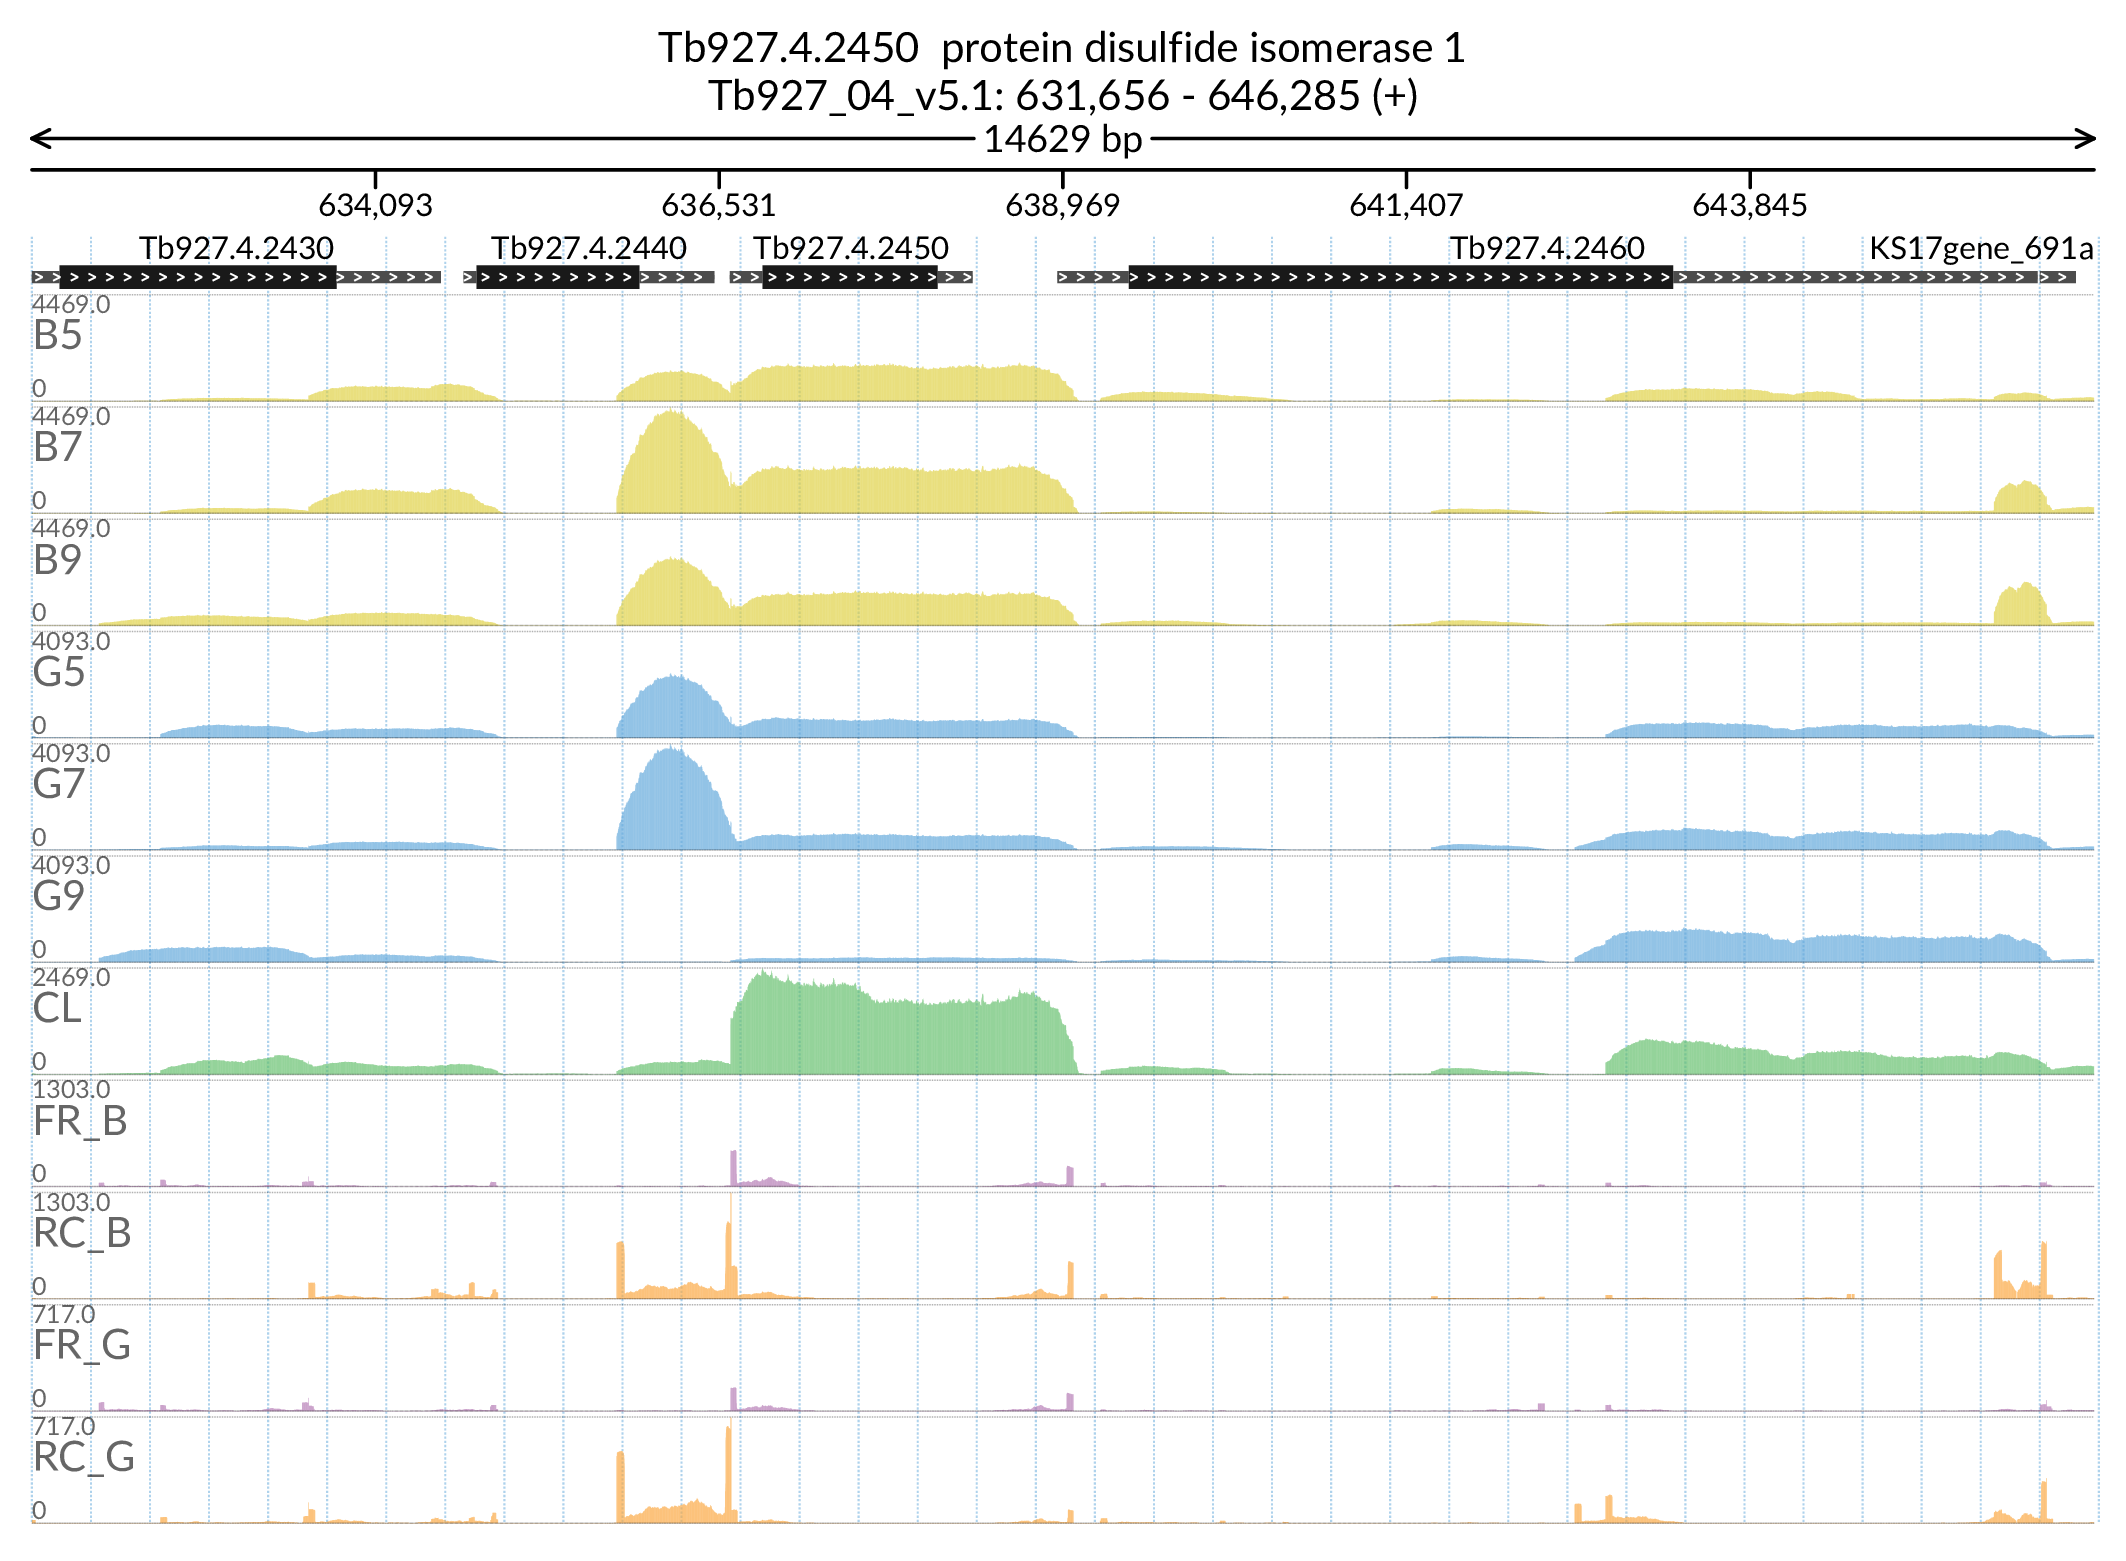 Tb927.4.2450  protein disulfide isomerase 1
Tb927_04_v5.1: 631,656 - 646,285 (+)
14629 bp
634,093 636,531 638,969 641,407 643,845
Tb927.4.2430 Tb927.4.2440 Tb927.4.2450 Tb927.4.2460 KS17gene_691a
4469.0
B5
0
4469.0
B7
0
4469.0
B9
0
4093.0
G5
0
4093.0
G7
0
4093.0
G9
0
2469.0
CL
0
1303.0
FR_B
0
1303.0
RC_B
0
717.0
FR_G
0
717.0
RC_G
0